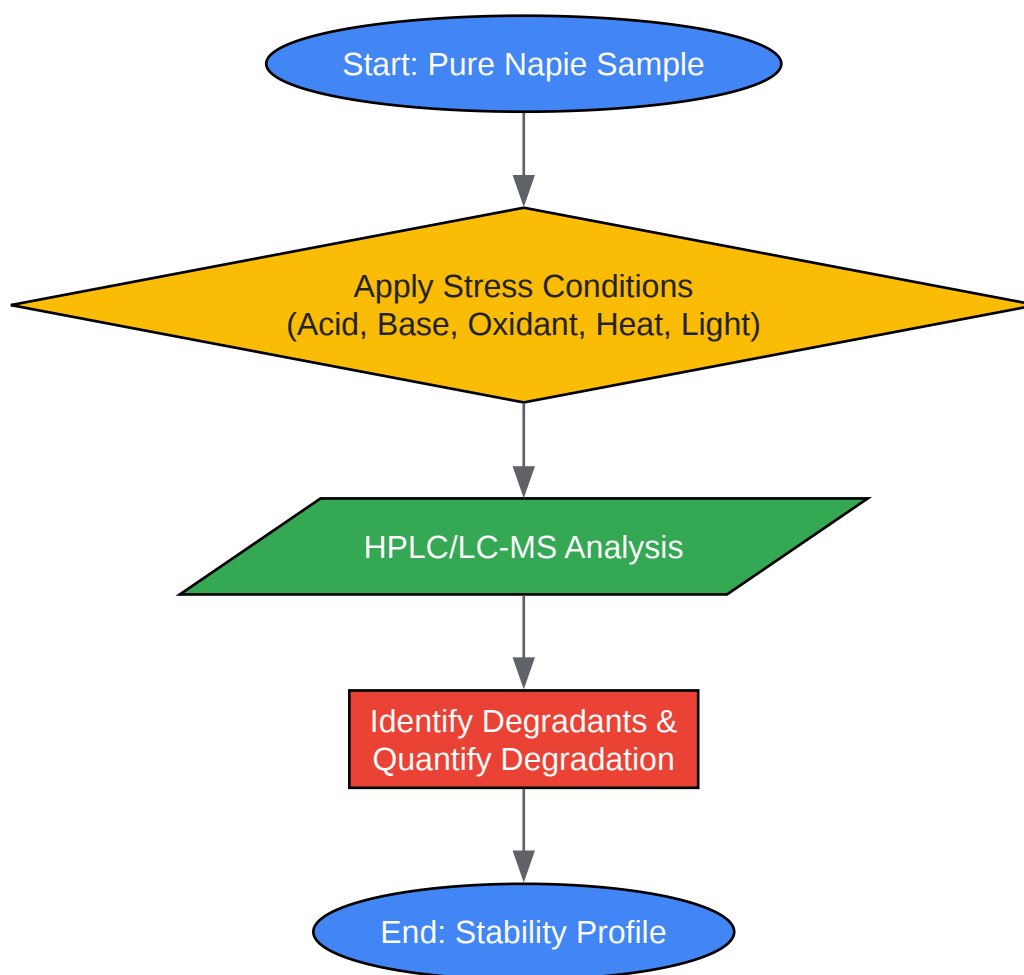 Start: Pure Napie Sample
Apply Stress Conditions
(Acid, Base, Oxidant, Heat, Light)
HPLC/LC-MS Analysis
Identify Degradants &
Quantify Degradation
End: Stability Profile